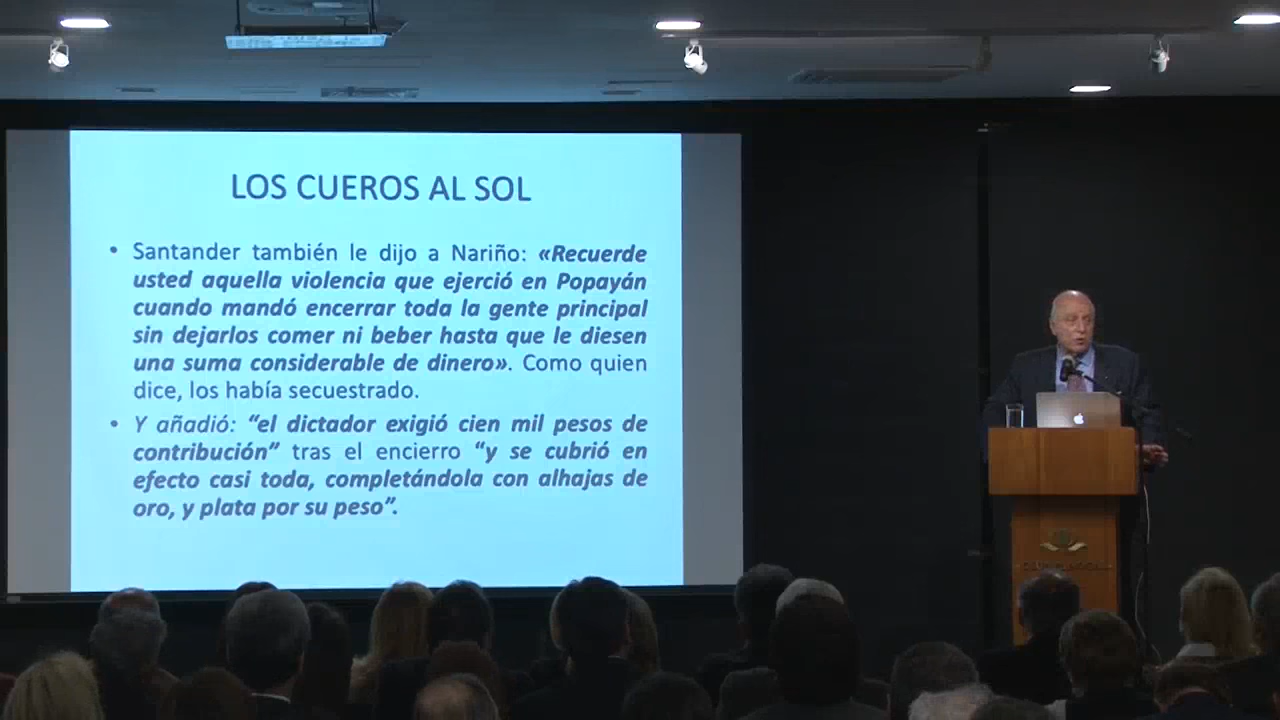 LOS CUEROS AL SOL
• Santander también le dijo a Nariño: «Recuerde
usted aquella violencia que ejerció en Popayán
cuando mandó encerrar toda la gente principal
sin dejarlos comer ni beber hasta que le diesen
una suma considerable de dinero». Como quien
dice, los había secuestrado.
• Y añadió: “el dictador exigió cien mil pesos de
contribución” tras el encierro “y se cubrió en
efecto casi toda, completándola con alhajas de
oro, y plata por su peso”.